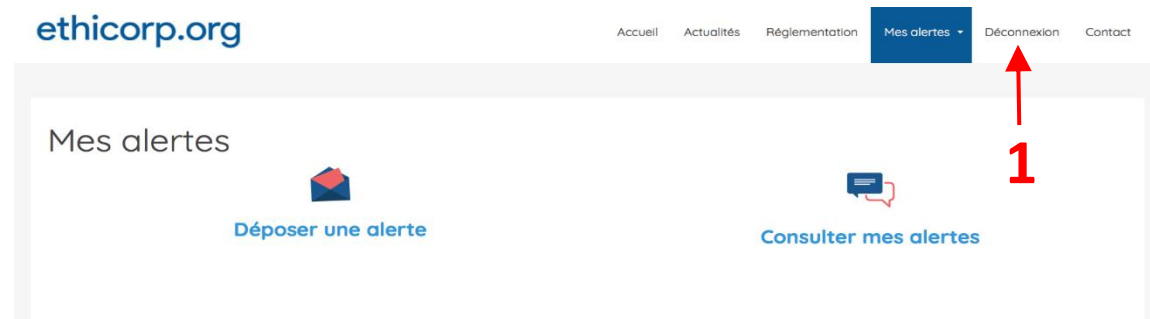 ethicorp.org
Accueil Actualités Réglementation Mes alertes Déconnexion Contact
Mes alertes
1
Déposer une alerte
Consulter mes alertes